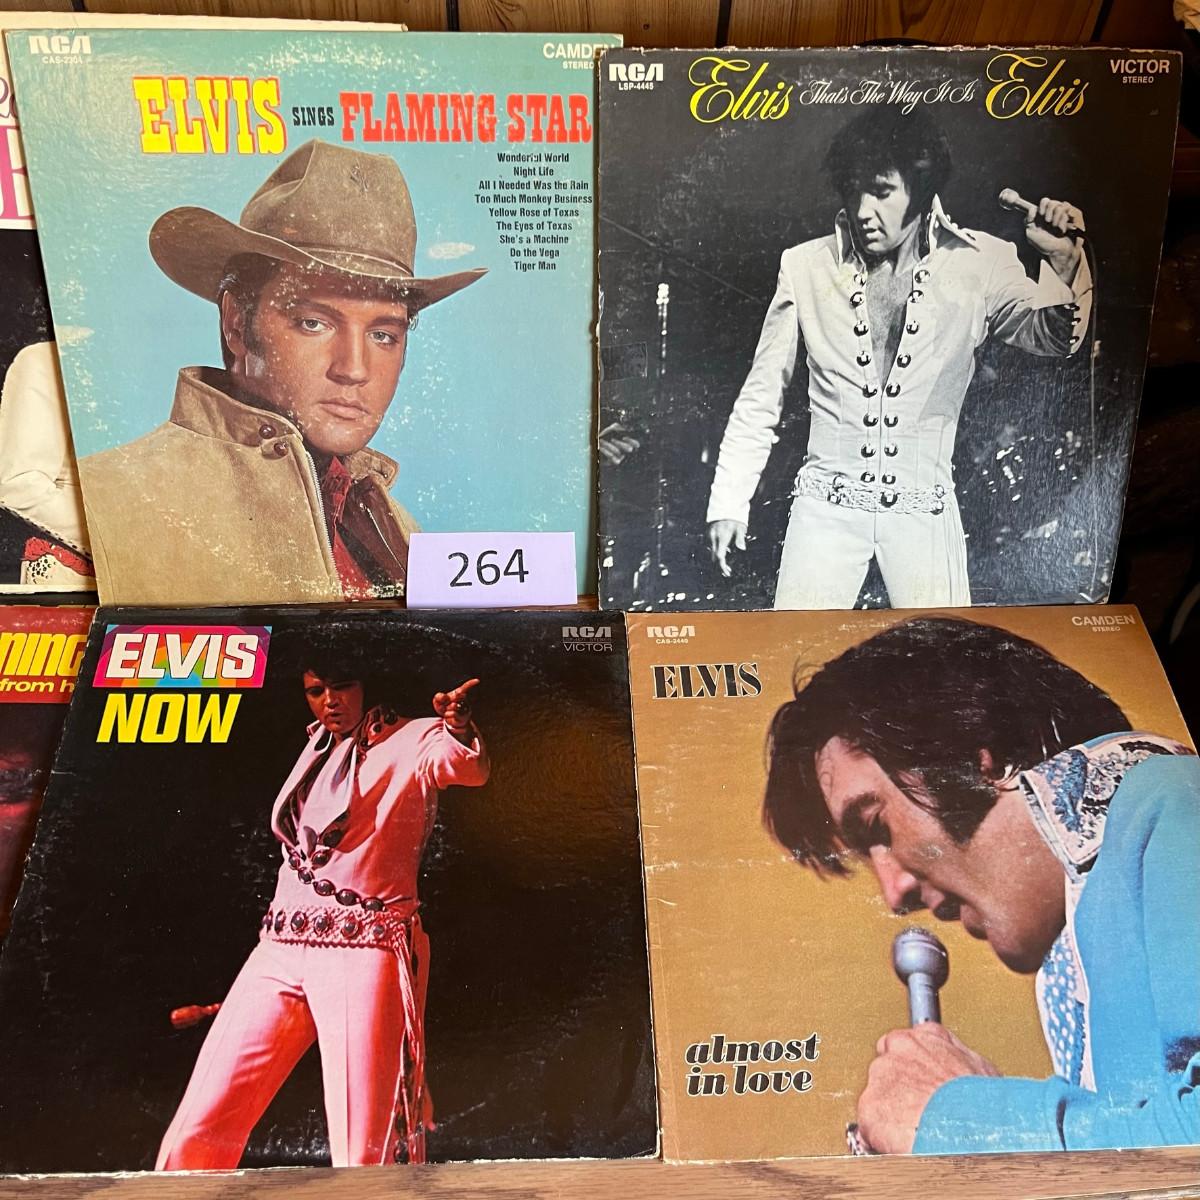 RCA
CAS-2304
CAMDEN
STEREO
ELVIS SINGS FLAMING STAR
Wonderful World
Night Life
All I Needed Was the Rain
Too Much Monkey Business
Yellow Rose of Texas
The Eyes of Texas
She's a Machine
Do the Vega
Tiger Man
RCA
LSP-4445
Elvis That's The Way It Is Elvis
VICTOR
STEREO
264
from h
ELVIS
NOW
RCA
VICTOR
RCA
CAS-2440
CAMDEN
STEREO
ELVIS
almost
in love